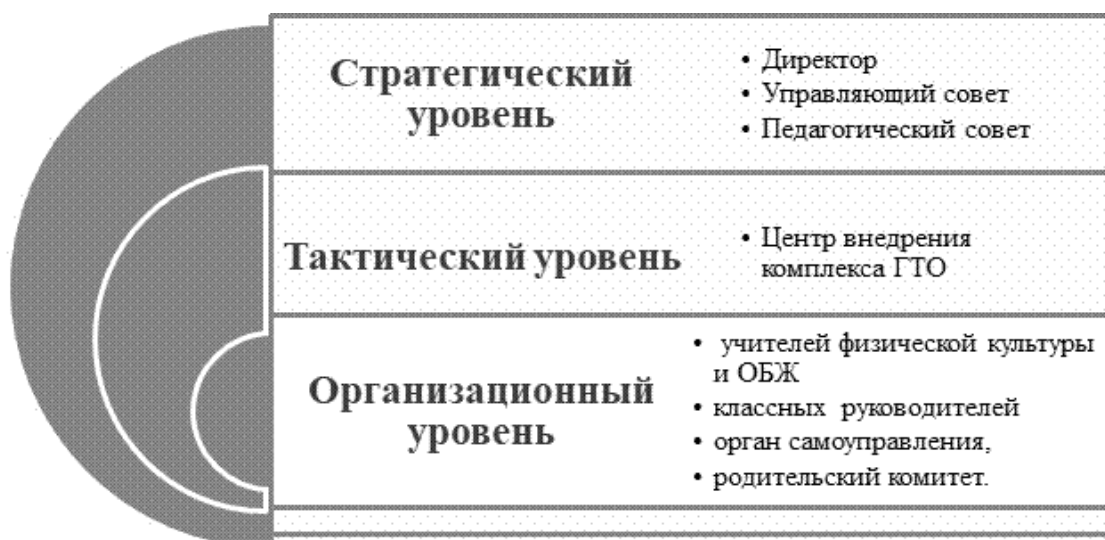 Стратегический
уровень
• Директор
• Управляющий совет
• Педагогический совет
Тактический уровень
• Центр внедрения
комплекса ГТО
Организационный
уровень
• учителей физической культуры
и ОБЖ
• классных руководителей
• орган самоуправления,
• родительский комитет.